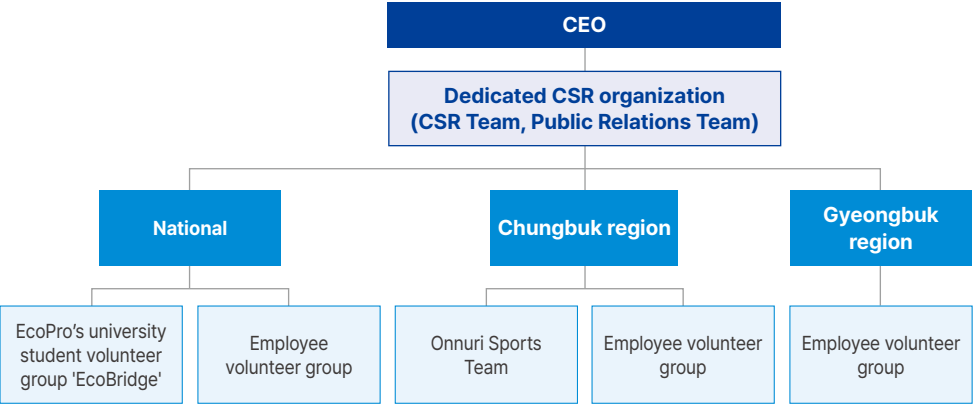 CEO
Dedicated CSR organization
(CSR Team, Public Relations Team)
National
Chungbuk region
Gyeongbuk
region
EcoPro’s university
student volunteer
group 'EcoBridge'
Employee
volunteer group
Onnuri Sports
Team
Employee volunteer
group
Employee volunteer
group